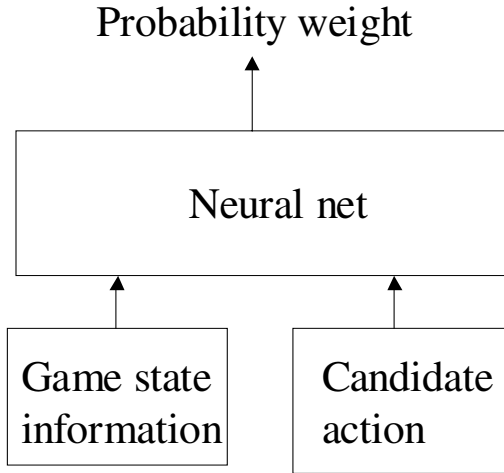 Probability weight
Neural net
Game state
information
Candidate
action